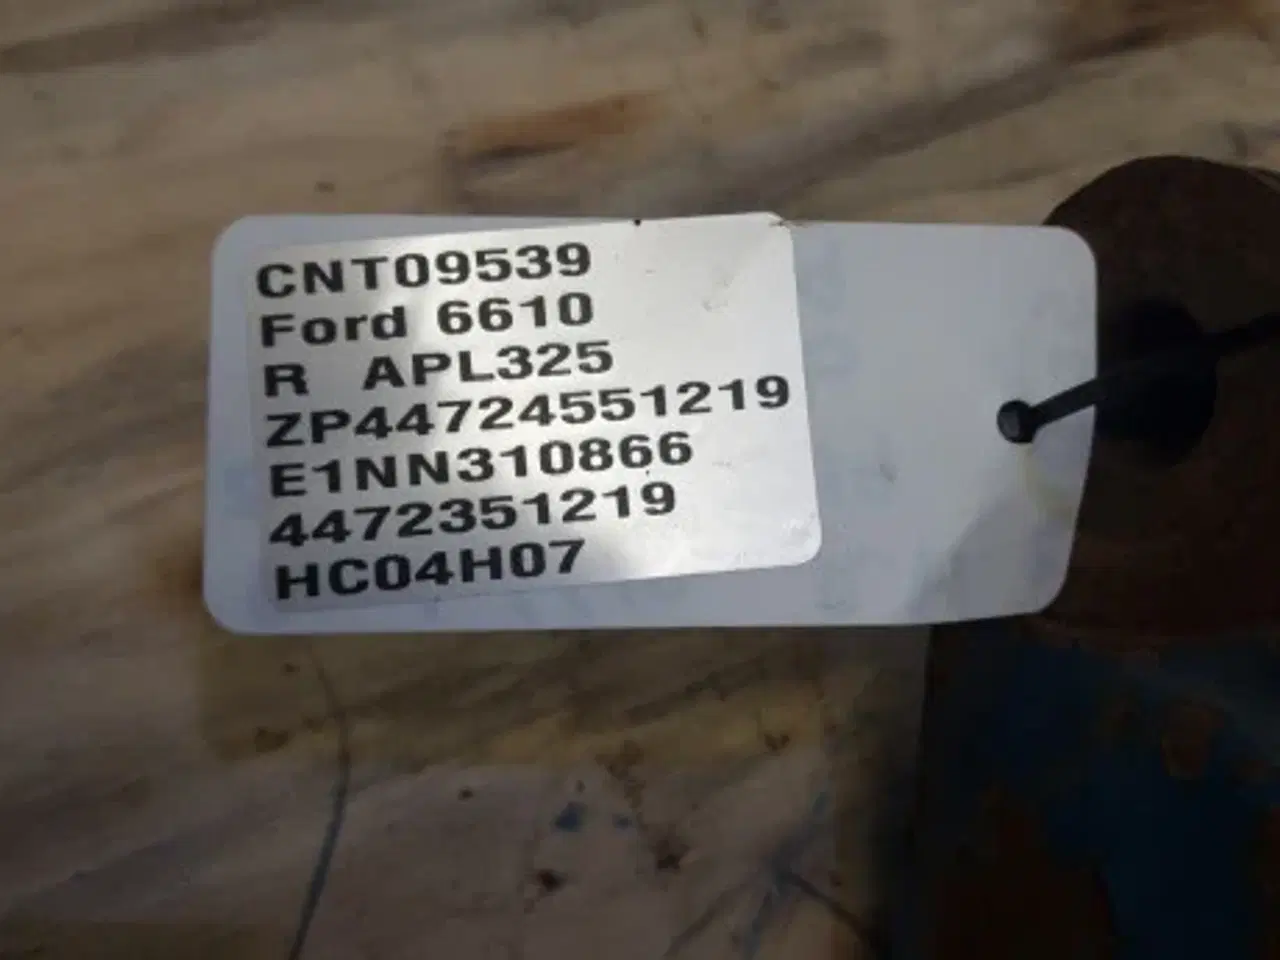 CNT09539
Ford 6610
R APL325
ZP44724551219
E1NN310866
4472351219
HC04H07